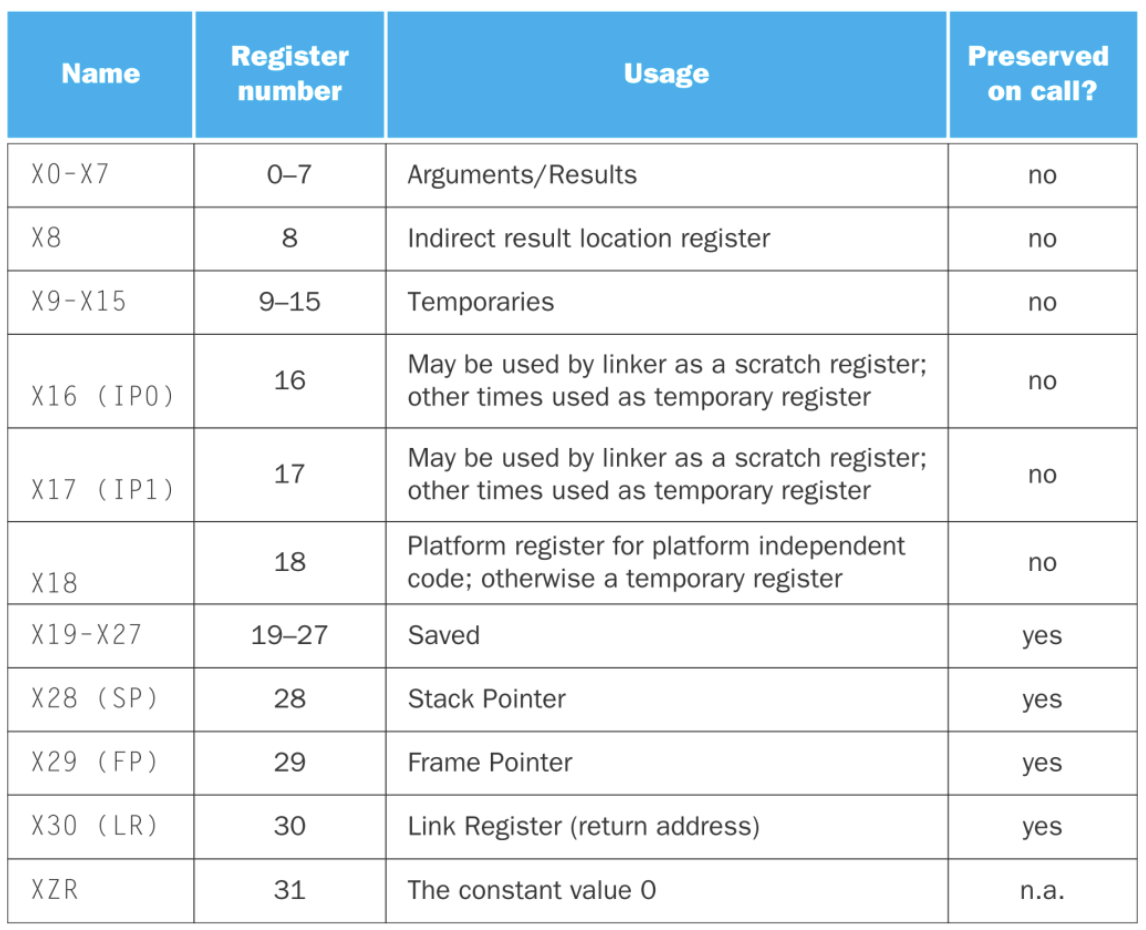 Name Register number Usage Preserved on call?
X0-X7 0–7 Arguments/Results no
X8 8 Indirect result location register no
X9-X15 9–15 Temporaries no
X16 (IP0) 16 May be used by linker as a scratch register;
other times used as temporary register no
X17 (IP1) 17 May be used by linker as a scratch register;
other times used as temporary register no
X18 18 Platform register for platform independent
code; otherwise a temporary register no
X19-X27 19–27 Saved yes
X28 (SP) 28 Stack Pointer yes
X29 (FP) 29 Frame Pointer yes
X30 (LR) 30 Link Register (return address) yes
XZR 31 The constant value 0 n.a.